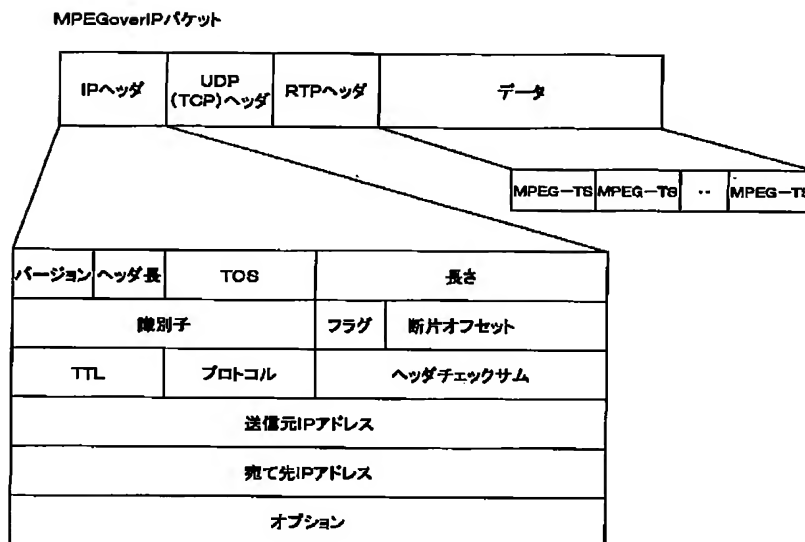 MPEGoverIPパケット
IPヘッダ
UDP
(TCP)ヘッダ
RTPヘッダ
データ
MPEG-TS
MPEG-TS
‥
MPEG-TS
バージョン
ヘッダ長
TOS
長さ
識別子
フラグ
断片オフセット
TTL
プロトコル
ヘッダチェックサム
送信元IPアドレス
宛て先IPアドレス
オプション